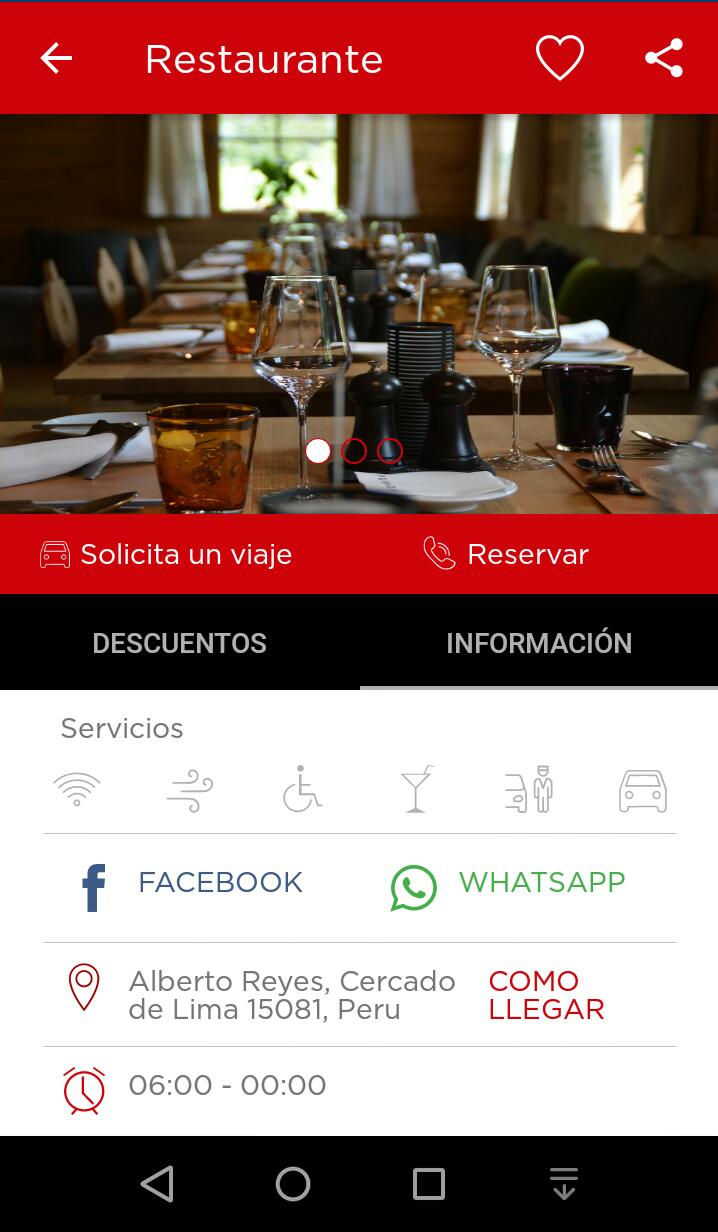 Restaurante
Solicita un viaje
Reservar
DESCUENTOS
INFORMACIÓN
Servicios
FACEBOOK
WHATSAPP
Alberto Reyes, Cercado
de Lima 15081, Peru
COMO
LLEGAR
06:00 - 00:00